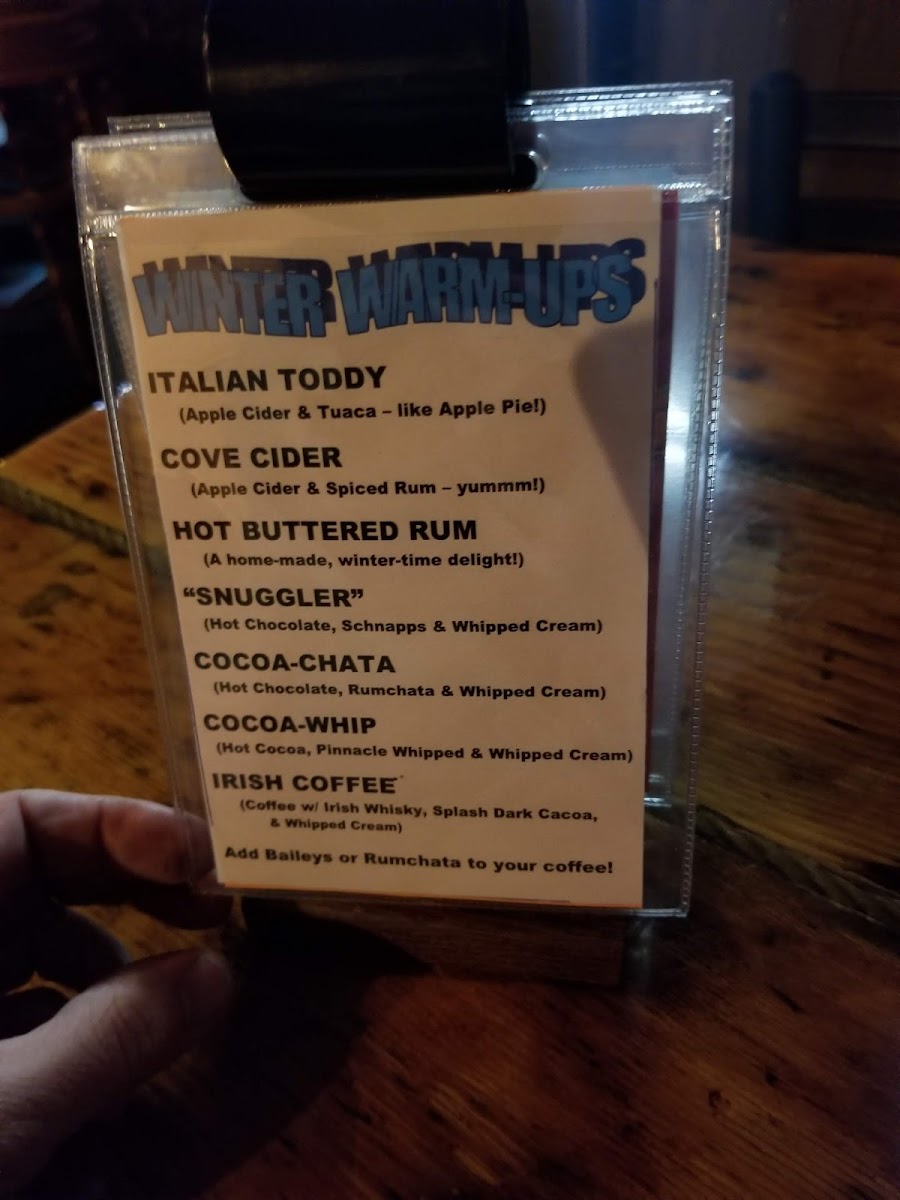 WINTER WARM-UPS
ITALIAN TODDY
(Apple Cider & Tuaca – like Apple Pie!)
COVE CIDER
(Apple Cider & Spiced Rum – yummm!)
HOT BUTTERED RUM
(A home-made, winter-time delight!)
“SNUGGLER”
(Hot Chocolate, Schnapps & Whipped Cream)
COCOA-CHATA
(Hot Chocolate, Rumchata & Whipped Cream)
COCOA-WHIP
(Hot Cocoa, Pinnacle Whipped & Whipped Cream)
IRISH COFFEE
(Coffee w/ Irish Whisky, Splash Dark Cacoa,
& Whipped Cream)
Add Baileys or Rumchata to your coffee!